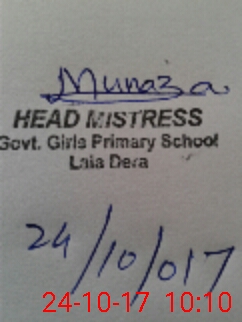 Munaza
HEAD MISTRESS
Govt. Girls Primary School
Lala Dera
24/10/017
24-10-17 10:10